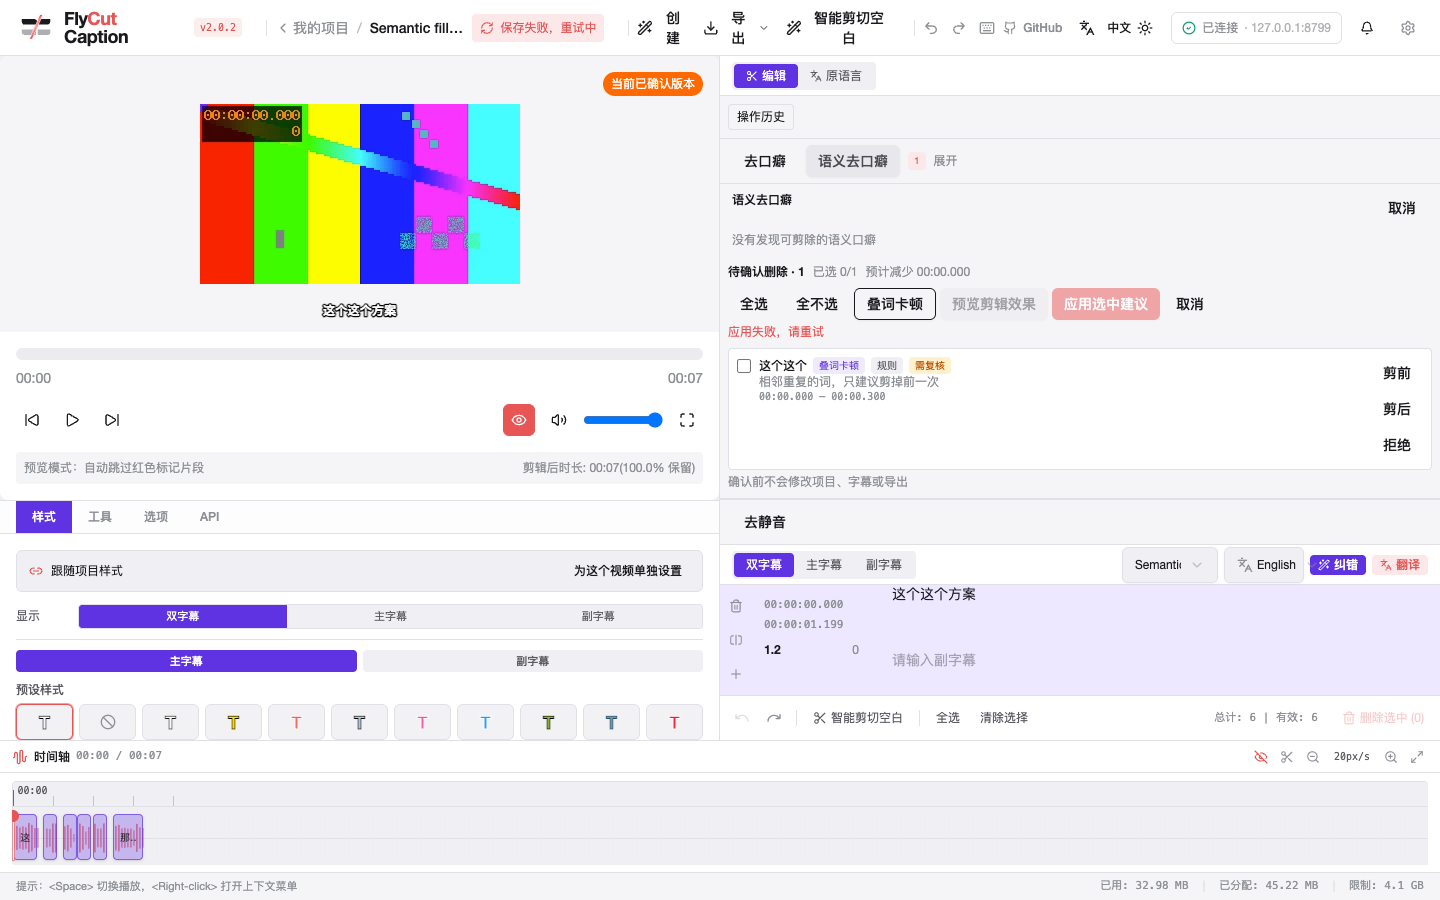 FlyCut Caption
v2.0.2
我的项目 / Semantic fill...
保存失败，重试中
创建
导出
智能剪切空白
GitHub
中文
已连接 · 127.0.0.1:8799
当前已确认版本
00:00:00.000
0
这个这个方案
00:00
00:07
预览模式：自动跳过红色标记片段
剪辑后时长: 00:07(100.0% 保留)
样式
工具
选项
API
跟随项目样式
为这个视频单独设置
显示
双字幕
主字幕
副字幕
主字幕
副字幕
预设样式
T
T
T
T
T
T
T
T
T
T
编辑
原语言
操作历史
去口癖
语义去口癖
1
展开
语义去口癖
取消
没有发现可剪除的语义口癖
待确认删除 · 1 已选 0/1 预计减少 00:00.000
全选
全不选
叠词卡顿
预览剪辑效果
应用选中建议
取消
应用失败，请重试
这个这个 叠词卡顿 规则 需复核
相邻重复的词，只建议剪掉前一次
00:00.000 — 00:00.300
剪前
剪后
拒绝
确认前不会修改项目、字幕或导出
去静音
双字幕
主字幕
副字幕
Semantic
English
纠错
翻译
00:00:00.000
00:00:01.199
1.2
0
这个这个方案
请输入副字幕
智能剪切空白
全选
清除选择
总计: 6 | 有效: 6
删除选中 (0)
时间轴 00:00 / 00:07
20px/s
00:00
这
那...
提示: <Space> 切换播放, <Right-click> 打开上下文菜单
已用: 32.98 MB
已分配: 45.22 MB
限制: 4.1 GB